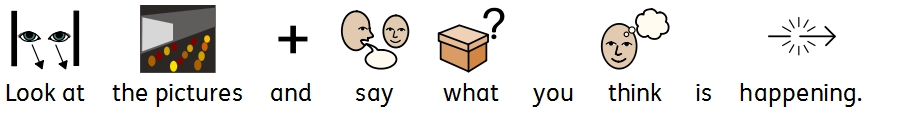 Look at the pictures and say what you think is happening.